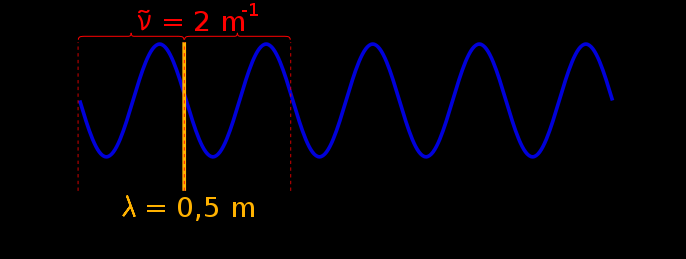 ṽ = 2 m⁻¹
λ = 0,5 m